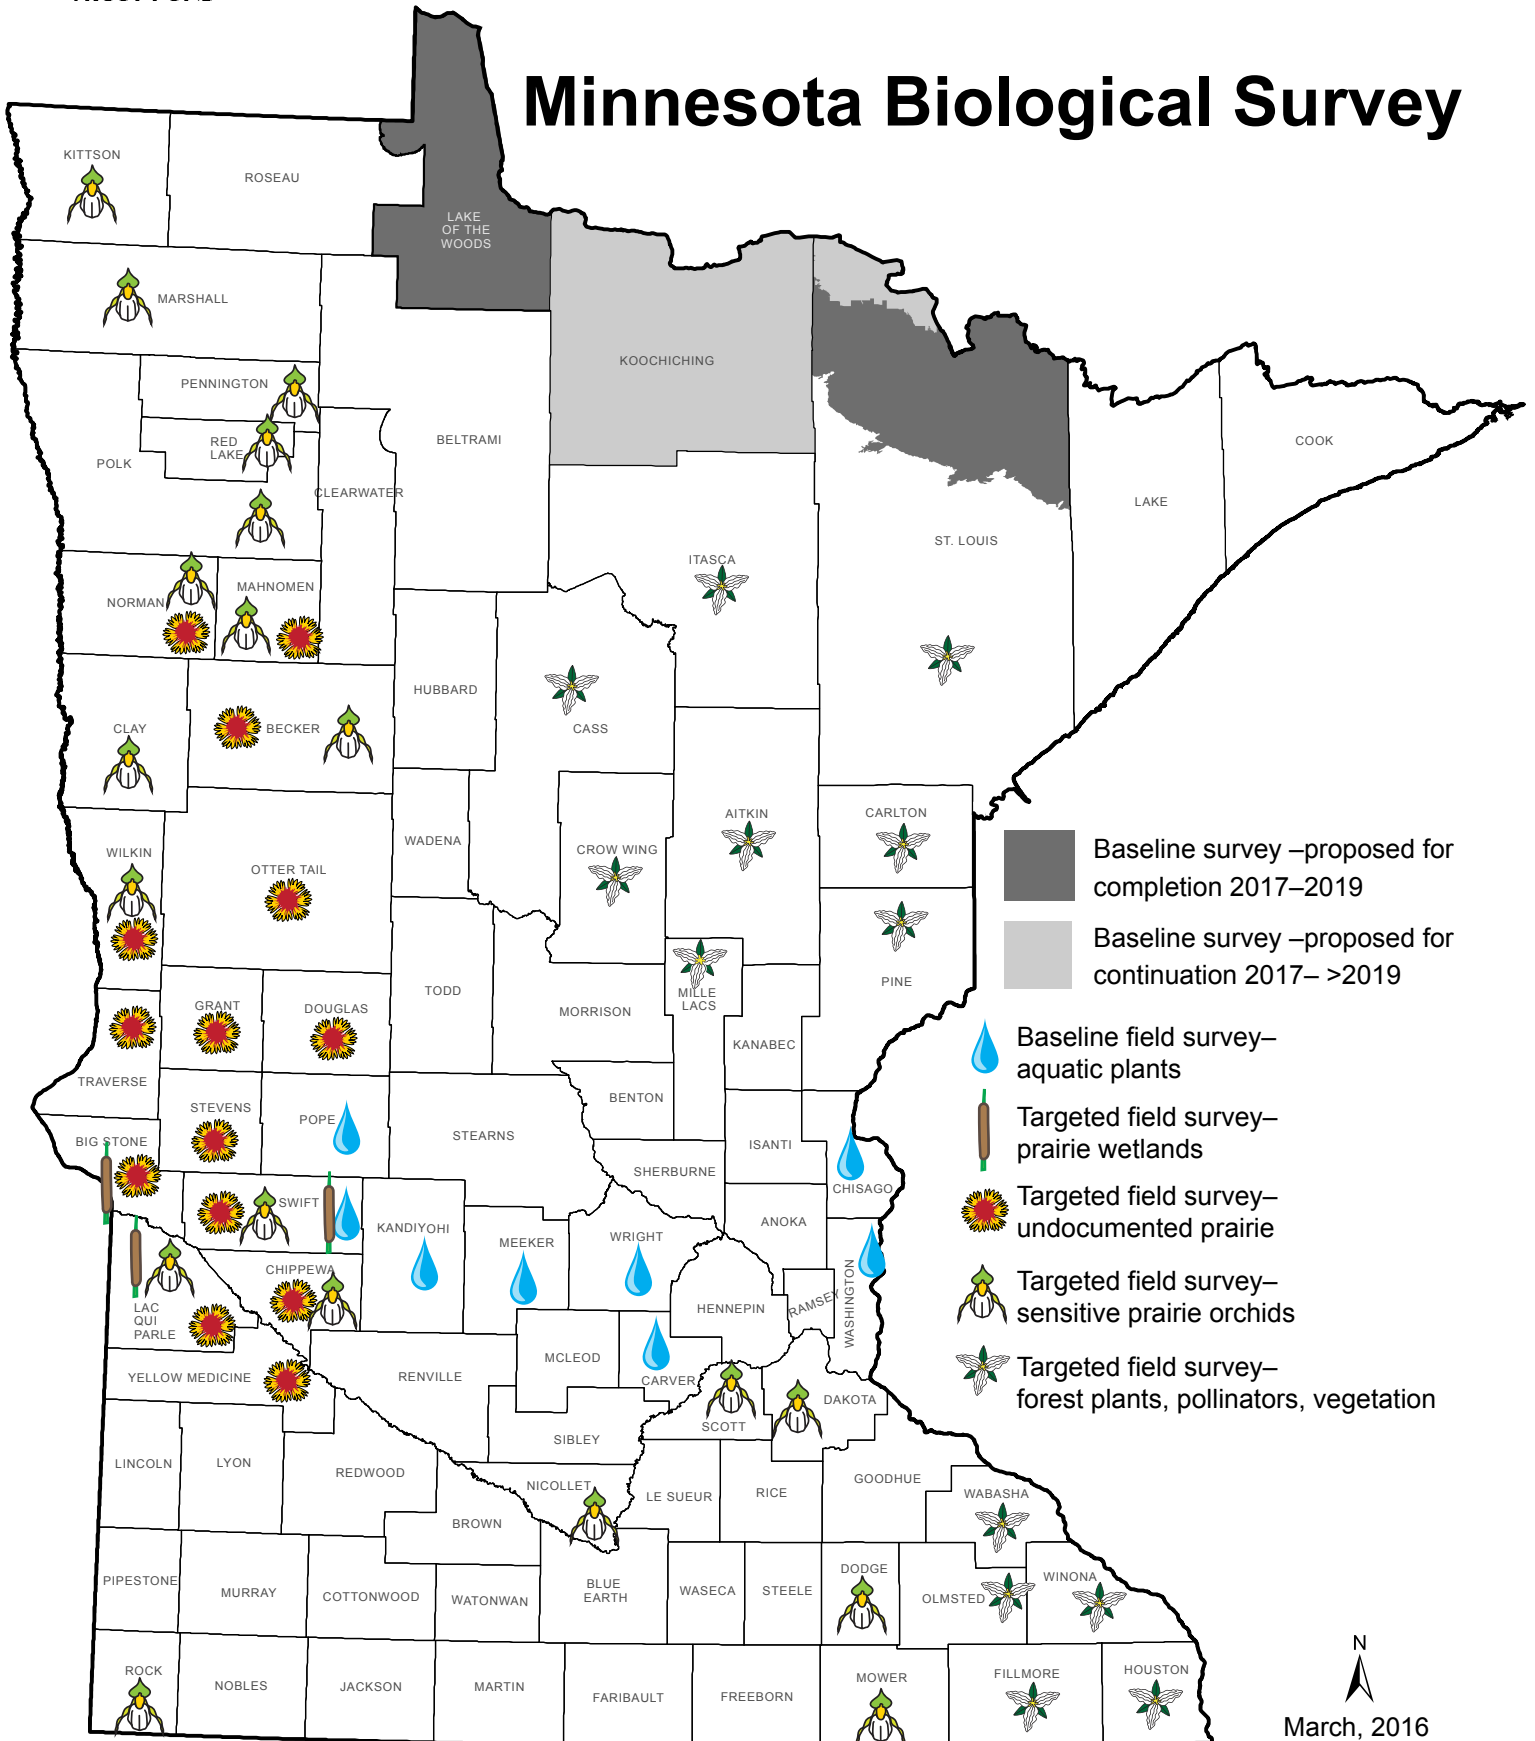 Minnesota Biological Survey
KITTSON
ROSEAU
LAKE
OF THE
WOODS
MARSHALL
KOOCHICHING
PENNINGTON
RED
LAKE
BELTRAMI
COOK
POLK
CLEARWATER
LAKE
ST. LOUIS
ITASCA
MAHNOMEN
NORMAN
HUBBARD
CLAY
BECKER
CASS
AITKIN
CARLTON
WADENA
CROW WING
WILKIN
OTTER TAIL
PINE
TODD
MILLE
LACS
GRANT
DOUGLAS
MORRISON
KANABEC
TRAVERSE
BENTON
STEVENS
POPE
STEARNS
ISANTI
BIG STONE
SHERBURNE
CHISAGO
SWIFT
ANOKA
KANDIYOHI
WRIGHT
MEEKER
CHIPPEWA
WASHINGTON
RAMSEY
HENNEPIN
LAC
QUI
PARLE
MCLEOD
YELLOW MEDICINE
RENVILLE
CARVER
DAKOTA
SCOTT
SIBLEY
LINCOLN
LYON
REDWOOD
NICOLLET
LE SUEUR
RICE
GOODHUE
WABASHA
BROWN
PIPESTONE
MURRAY
COTTONWOOD
WATONWAN
BLUE
EARTH
WASECA
STEELE
DODGE
OLMSTED
WINONA
ROCK
NOBLES
JACKSON
MARTIN
FARIBAULT
FREEBORN
MOWER
FILLMORE
HOUSTON
Baseline survey –proposed for
completion 2017–2019
Baseline survey –proposed for
continuation 2017– >2019
Baseline field survey–
aquatic plants
Targeted field survey–
prairie wetlands
Targeted field survey–
undocumented prairie
Targeted field survey–
sensitive prairie orchids
Targeted field survey–
forest plants, pollinators, vegetation
N
March, 2016